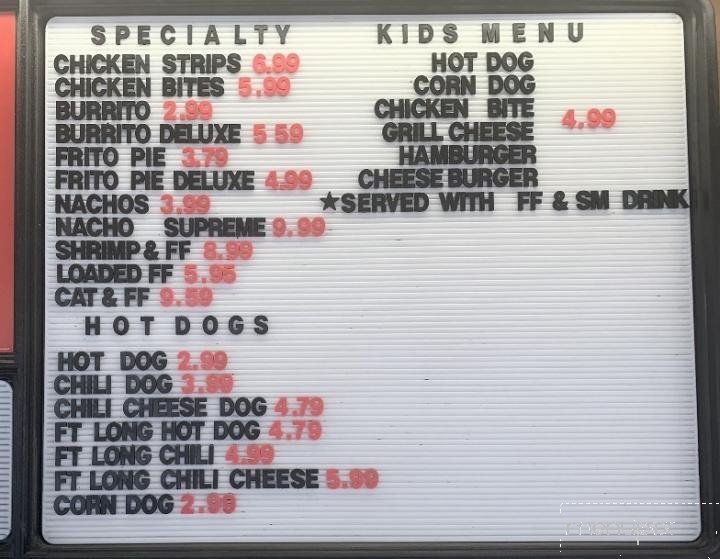 SPECIALTY
CHICKEN STRIPS 6.99
CHICKEN BITES 5.99
BURRITO 2.99
BURRITO DELUXE 5 59
FRITO PIE 3.79
FRITO PIE DELUXE 4.99
NACHOS 3.99
NACHO SUPREME 9.99
SHRIMP & FF 8.99
LOADED FF 5.95
CAT & FF 9.59
HOT DOGS
HOT DOG 2.99
CHILI DOG 3.99
CHILI CHEESE DOG 4.79
FT LONG HOT DOG 4.79
FT LONG CHILI 4.99
FT LONG CHILI CHEESE 5.99
CORN DOG 2.99
KIDS MENU
HOT DOG
CORN DOG
CHICKEN BITE
4.99
GRILL CHEESE
HAMBURGER
CHEESE BURGER
★SERVED WITH FF & SM DRINK